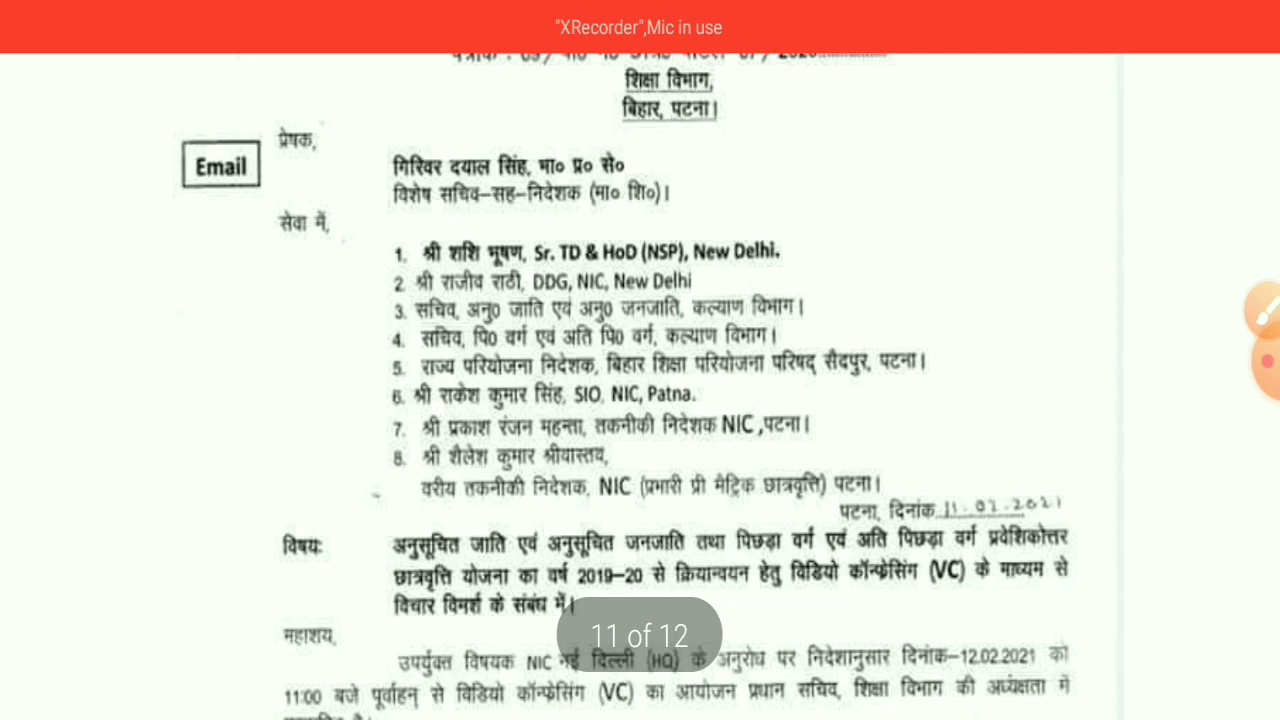 "XRecorder",Mic in use
शिक्षा विभाग,
बिहार, पटना।
प्रेषक,
Email
गिरिवर दयाल सिंह, भा० प्र० से०
विशेष सचिव–सह–निदेशक (मा० शि०)।
सेवा में,
1. श्री शशि भूषण, Sr. TD & HoD (NSP), New Delhi.
2 श्री राजीव राठी, DDG, NIC, New Delhi
3. सचिव, अनु0 जाति एवं अनु0 जनजाति, कल्याण विभाग।
4. सचिव, पि0 वर्ग एवं अति पि0 वर्ग, कल्याण विभाग।
5. राज्य परियोजना निदेशक, बिहार शिक्षा परियोजना परिषद् सैदपुर, पटना।
6. श्री राकेश कुमार सिंह, SIO, NIC, Patna.
7. श्री प्रकाश रंजन महन्ता, तकनीकी निदेशक NIC ,पटना।
8. श्री शैलेश कुमार श्रीवास्तव,
वरीय तकनीकी निदेशक, NIC (प्रभारी प्री मैट्रिक छात्रवृत्ति) पटना।
पटना, दिनांक 11.02.2021
विषयः अनुसूचित जाति एवं अनुसूचित जनजाति तथा पिछड़ा वर्ग एवं अति पिछड़ा वर्ग प्रवेशिकोत्तर
छात्रवृत्ति योजना का वर्ष 2019–20 से क्रियान्वयन हेतु विडियो कॉन्फ्रेसिंग (VC) के माध्यम से
विचार विमर्श के संबंध में।
11 of 12
महाशय,
उपर्युक्त विषयक NIC नई दिल्ली (HQ) के अनुरोध पर निदेशानुसार दिनांक–12.02.2021 को
11:00 बजे पूर्वाहन् से विडियो कॉन्फ्रेसिंग (VC) का आयोजन प्रधान सचिव, शिक्षा विभाग की अध्यक्षता में